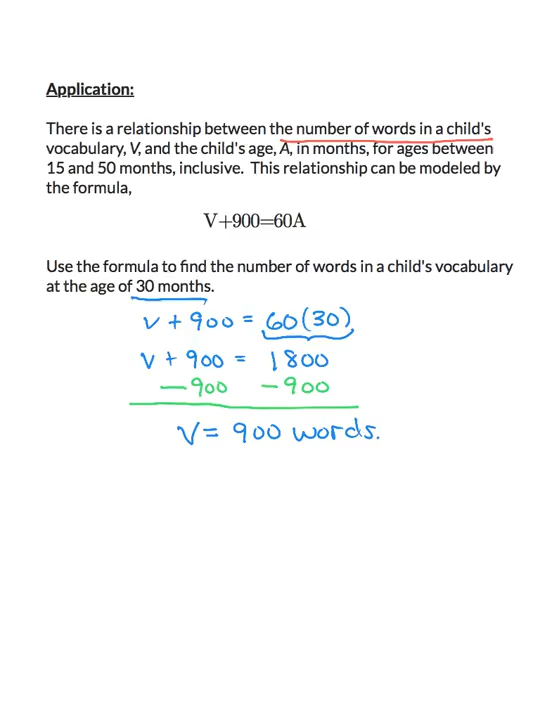 Application:
There is a relationship between the number of words in a child's
vocabulary, V, and the child's age, A, in months, for ages between
15 and 50 months, inclusive. This relationship can be modeled by
the formula,
V+900=60A
Use the formula to find the number of words in a child's vocabulary
at the age of 30 months.
V + 900 = 60(30)
V + 900 = 1800
-900 -900
V = 900 words.